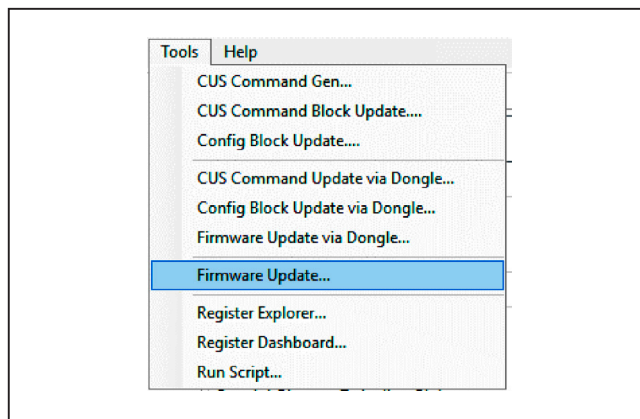 Tools Help
CUS Command Gen...
CUS Command Block Update....
Config Block Update....
CUS Command Update via Dongle...
Config Block Update via Dongle...
Firmware Update via Dongle...
Firmware Update...
Register Explorer...
Register Dashboard...
Run Script...